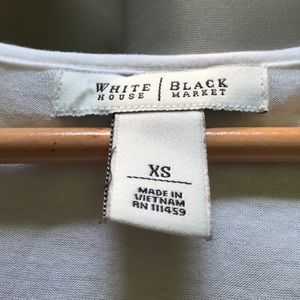 WHITE | BLACK
HOUSE | MARKET
XS
MADE IN
VIETNAM
RN 111459